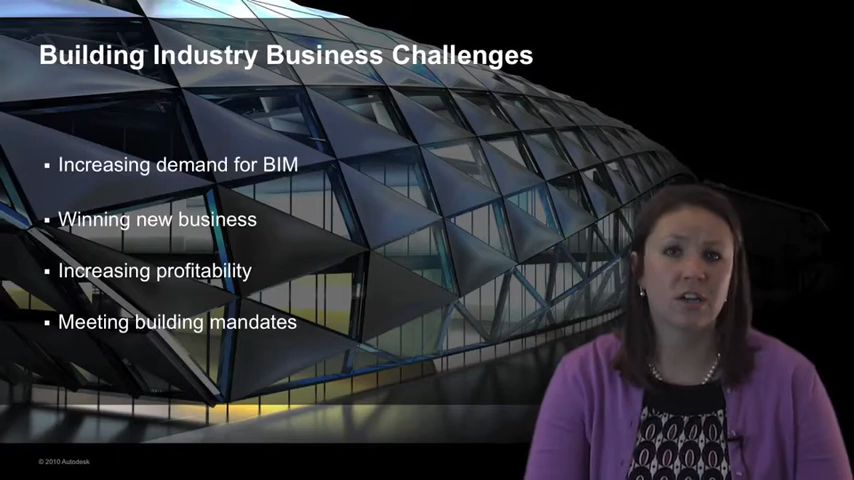 Building Industry Business Challenges
▪ Increasing demand for BIM
▪ Winning new business
▪ Increasing profitability
▪ Meeting building mandates
© 2010 Autodesk